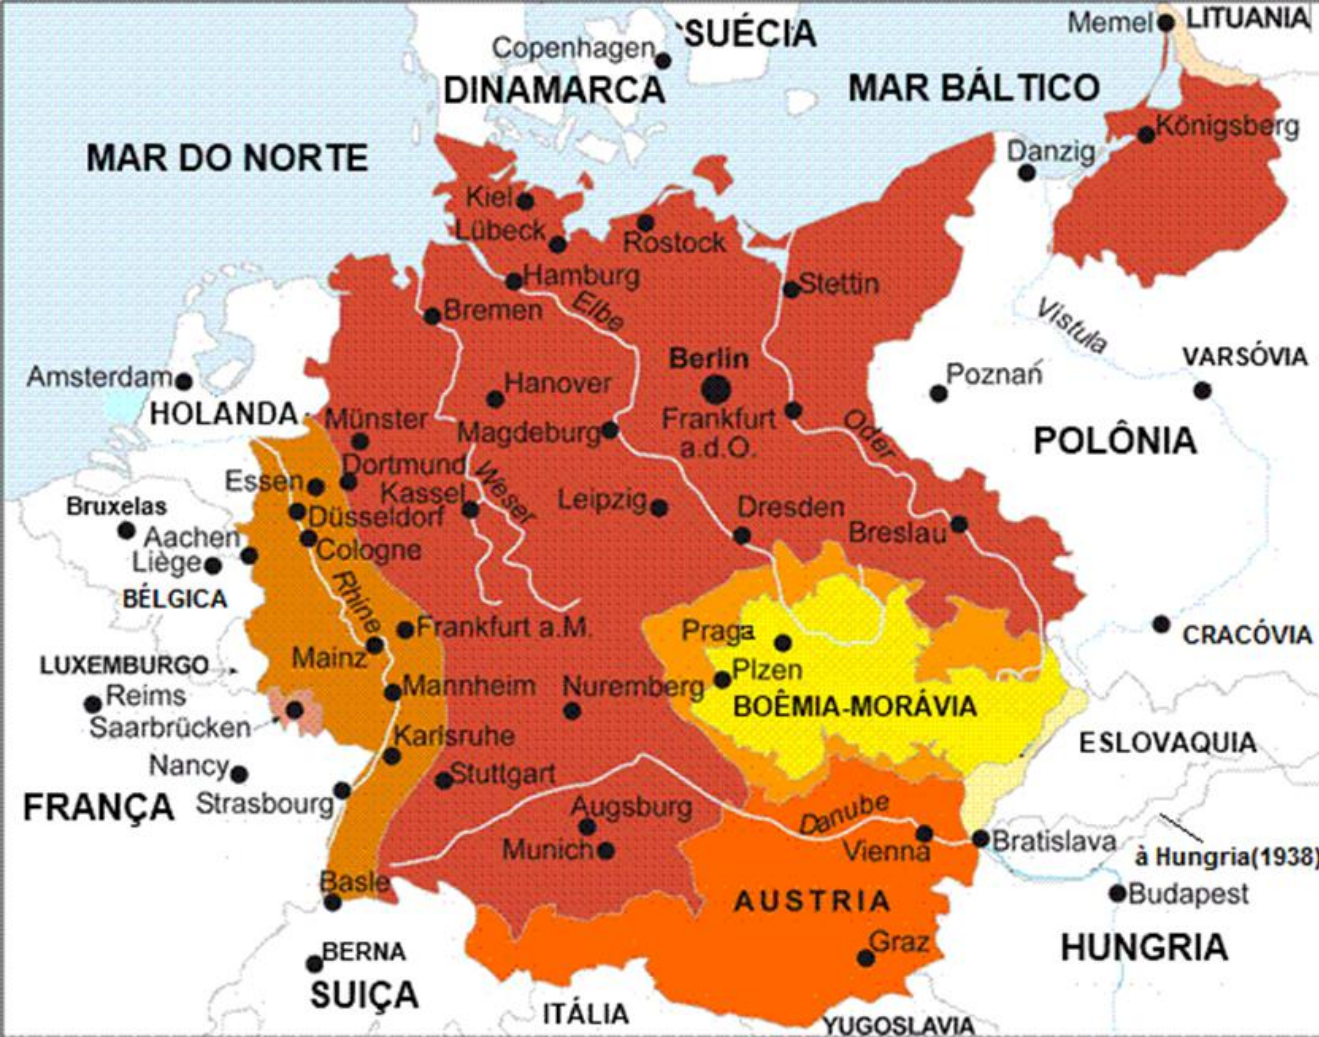 Memel
LITUANIA
SUÉCIA
Copenhagen
DINAMARCA
MAR BÁLTICO
Königsberg
MAR DO NORTE
Danzig
Kiel
Lübeck
Rostock
Hamburg
Stettin
Elbe
Bremen
Vistula
Berlin
VARSÓVIA
Amsterdam
Hanover
Poznań
HOLANDA
Münster
Magdeburg
Frankfurt
a.d.O.
Oder
POLÔNIA
Essen
Dortmund
Kassel
Weser
Leipzig
Dresden
Bruxelas
Düsseldorf
Breslau
Aachen
Cologne
Liège
BÉLGICA
Rhine
Frankfurt a.M.
Praga
CRACÓVIA
Mainz
LUXEMBURGO
Plzen
Reims
Mannheim
Nuremberg
BOÊMIA-MORÁVIA
Saarbrücken
Karlsruhe
ESLOVAQUIA
Nancy
Stuttgart
FRANÇA
Strasbourg
Augsburg
Danube
Munich
Vienna
Bratislava
à Hungria(1938)
Basle
AUSTRIA
Budapest
BERNA
Graz
HUNGRIA
SUIÇA
ITÁLIA
YUGOSLAVIA